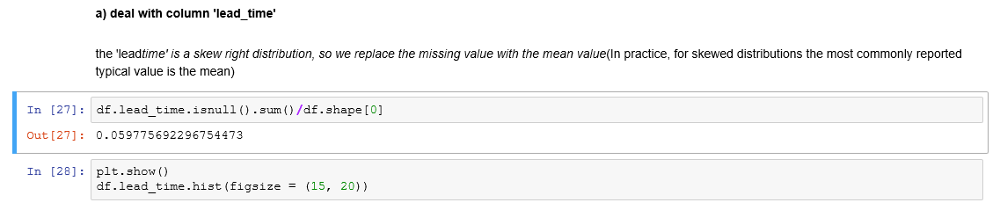 a) deal with column 'lead_time'
the 'leadtime' is a skew right distribution, so we replace the missing value with the mean value(In practice, for skewed distributions the most commonly reported
typical value is the mean)
In [27]: df.lead_time.isnull().sum()/df.shape[0]
Out[27]: 0.059775692296754473
In [28]: plt.show()
df.lead_time.hist(figsize = (15, 20))